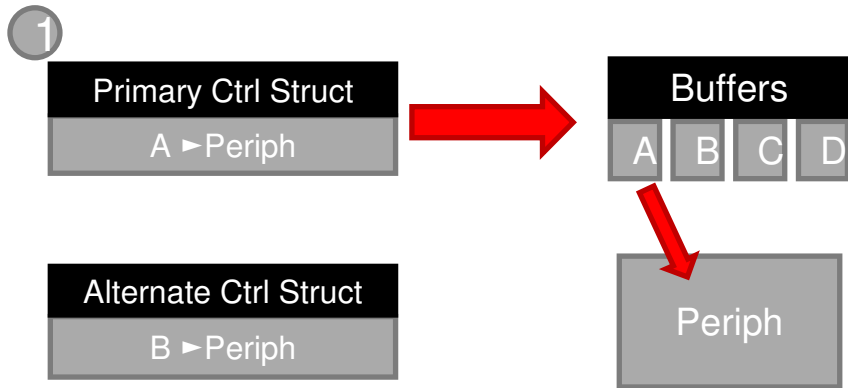 1
Primary Ctrl Struct
A ►Periph
Buffers
A B C D
Alternate Ctrl Struct
B ►Periph
Periph